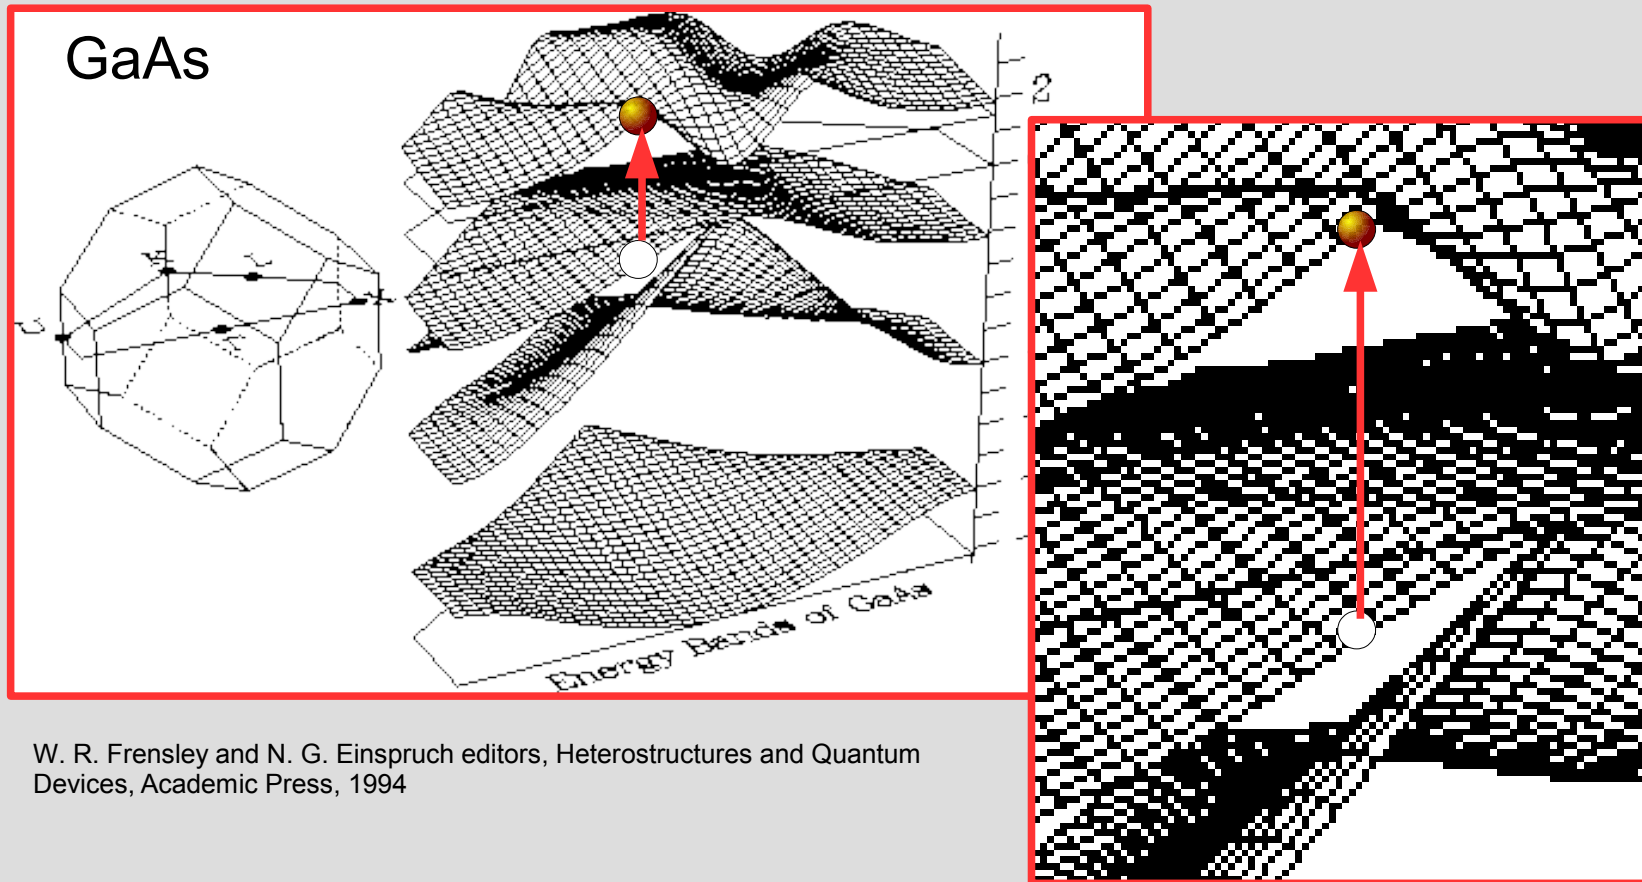 GaAs
2
Energy Bands of GaAs
W. R. Frensley and N. G. Einspruch editors, Heterostructures and Quantum
Devices, Academic Press, 1994